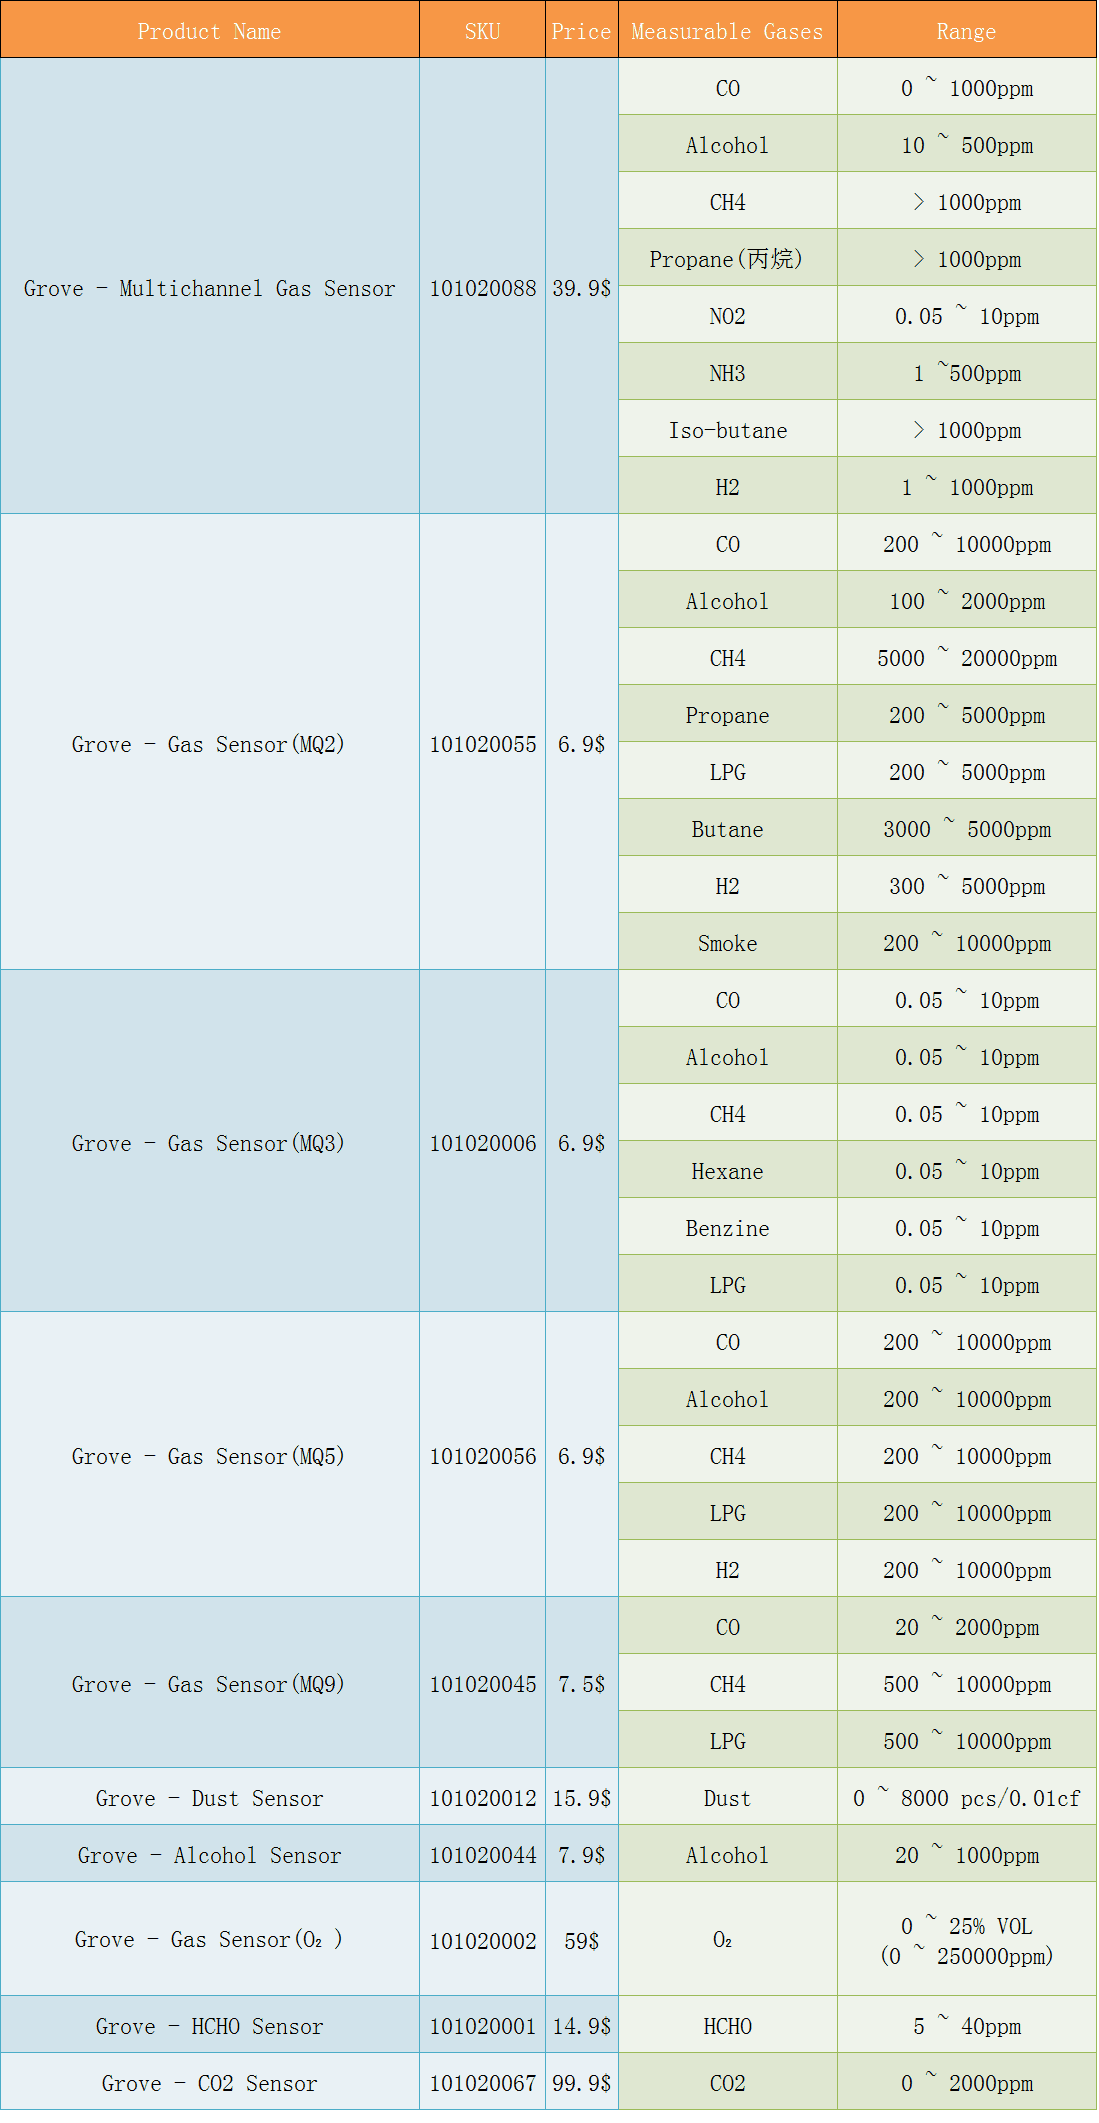 Product Name SKU Price Measurable Gases Range
CO 0 ~ 1000ppm
Alcohol 10 ~ 500ppm
CH4 > 1000ppm
Propane(丙烷) > 1000ppm
Grove - Multichannel Gas Sensor 101020088 39.9$
NO2 0.05 ~ 10ppm
NH3 1 ~500ppm
Iso-butane > 1000ppm
H2 1 ~ 1000ppm
CO 200 ~ 10000ppm
Alcohol 100 ~ 2000ppm
CH4 5000 ~ 20000ppm
Propane 200 ~ 5000ppm
Grove - Gas Sensor(MQ2) 101020055 6.9$
LPG 200 ~ 5000ppm
Butane 3000 ~ 5000ppm
H2 300 ~ 5000ppm
Smoke 200 ~ 10000ppm
CO 0.05 ~ 10ppm
Alcohol 0.05 ~ 10ppm
CH4 0.05 ~ 10ppm
Grove - Gas Sensor(MQ3) 101020006 6.9$
Hexane 0.05 ~ 10ppm
Benzine 0.05 ~ 10ppm
LPG 0.05 ~ 10ppm
CO 200 ~ 10000ppm
Alcohol 200 ~ 10000ppm
Grove - Gas Sensor(MQ5) 101020056 6.9$ CH4 200 ~ 10000ppm
LPG 200 ~ 10000ppm
H2 200 ~ 10000ppm
CO 20 ~ 2000ppm
Grove - Gas Sensor(MQ9) 101020045 7.5$ CH4 500 ~ 10000ppm
LPG 500 ~ 10000ppm
Grove - Dust Sensor 101020012 15.9$ Dust 0 ~ 8000 pcs/0.01cf
Grove - Alcohol Sensor 101020044 7.9$ Alcohol 20 ~ 1000ppm
Grove - Gas Sensor(O₂ ) 101020002 59$ O₂ 0 ~ 25% VOL
(0 ~ 250000ppm)
Grove - HCHO Sensor 101020001 14.9$ HCHO 5 ~ 40ppm
Grove - CO2 Sensor 101020067 99.9$ CO2 0 ~ 2000ppm